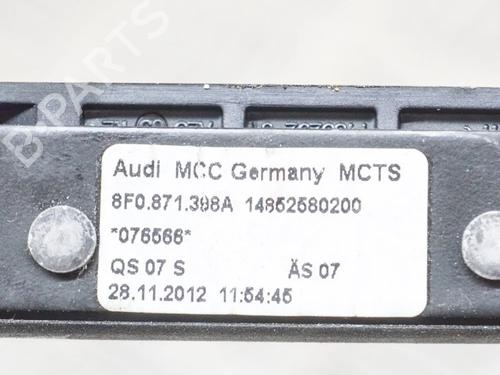 B-PARTS
Audi MCC Germany MCTS
8F0.871.398A 14852580200
*076566*
QS 07 S ÄS 07
28.11.2012 11:54:45